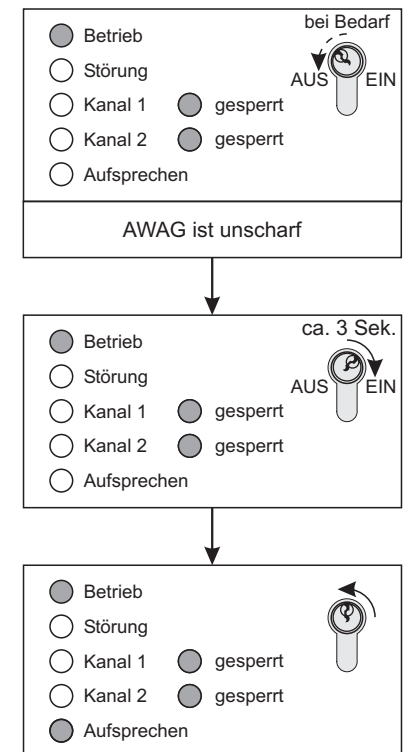 bei Bedarf
Betrieb
Störung
AUS EIN
Kanal 1 gesperrt
Kanal 2 gesperrt
Aufsprechen
AWAG ist unscharf
ca. 3 Sek.
Betrieb
Störung
AUS EIN
Kanal 1 gesperrt
Kanal 2 gesperrt
Aufsprechen
Betrieb
Störung
Kanal 1 gesperrt
Kanal 2 gesperrt
Aufsprechen